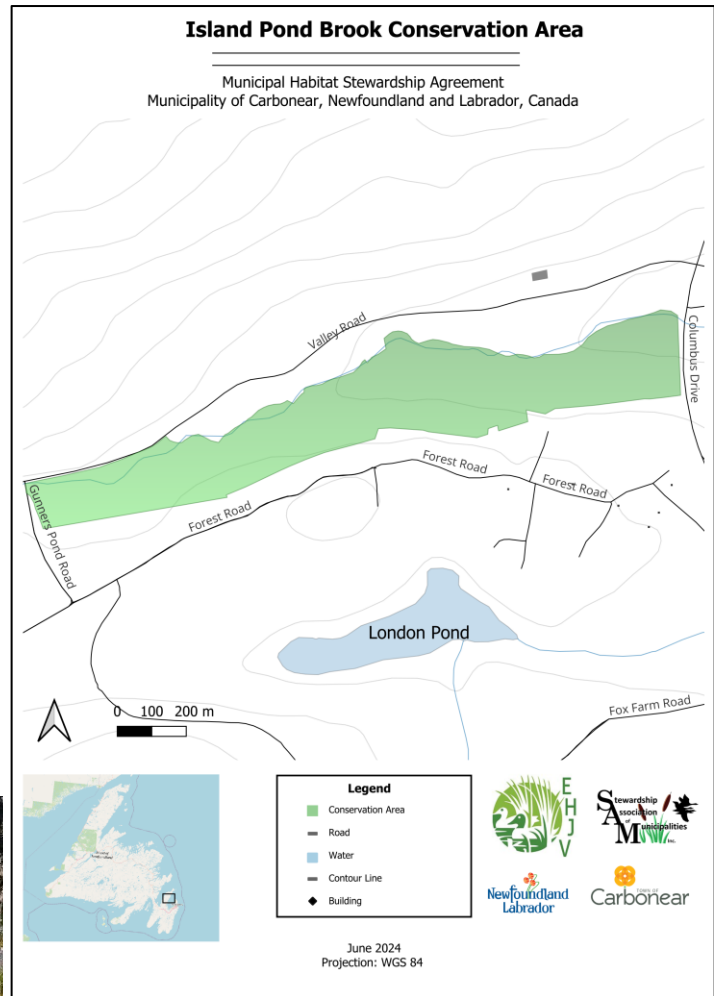 Island Pond Brook Conservation Area
Municipal Habitat Stewardship Agreement
Municipality of Carbonear, Newfoundland and Labrador, Canada
Valley Road
Columbus Drive
Forest Road
Forest Road
Gunners Pond Road
Forest Road
London Pond
Fox Farm Road
0 100 200 m
Legend
Conservation Area
Road
Water
Contour Line
Building
EHJV
Stewardship
Association
of
Municipalities
Inc.
Newfoundland
Labrador
TOWN OF
Carbonear
June 2024
Projection: WGS 84